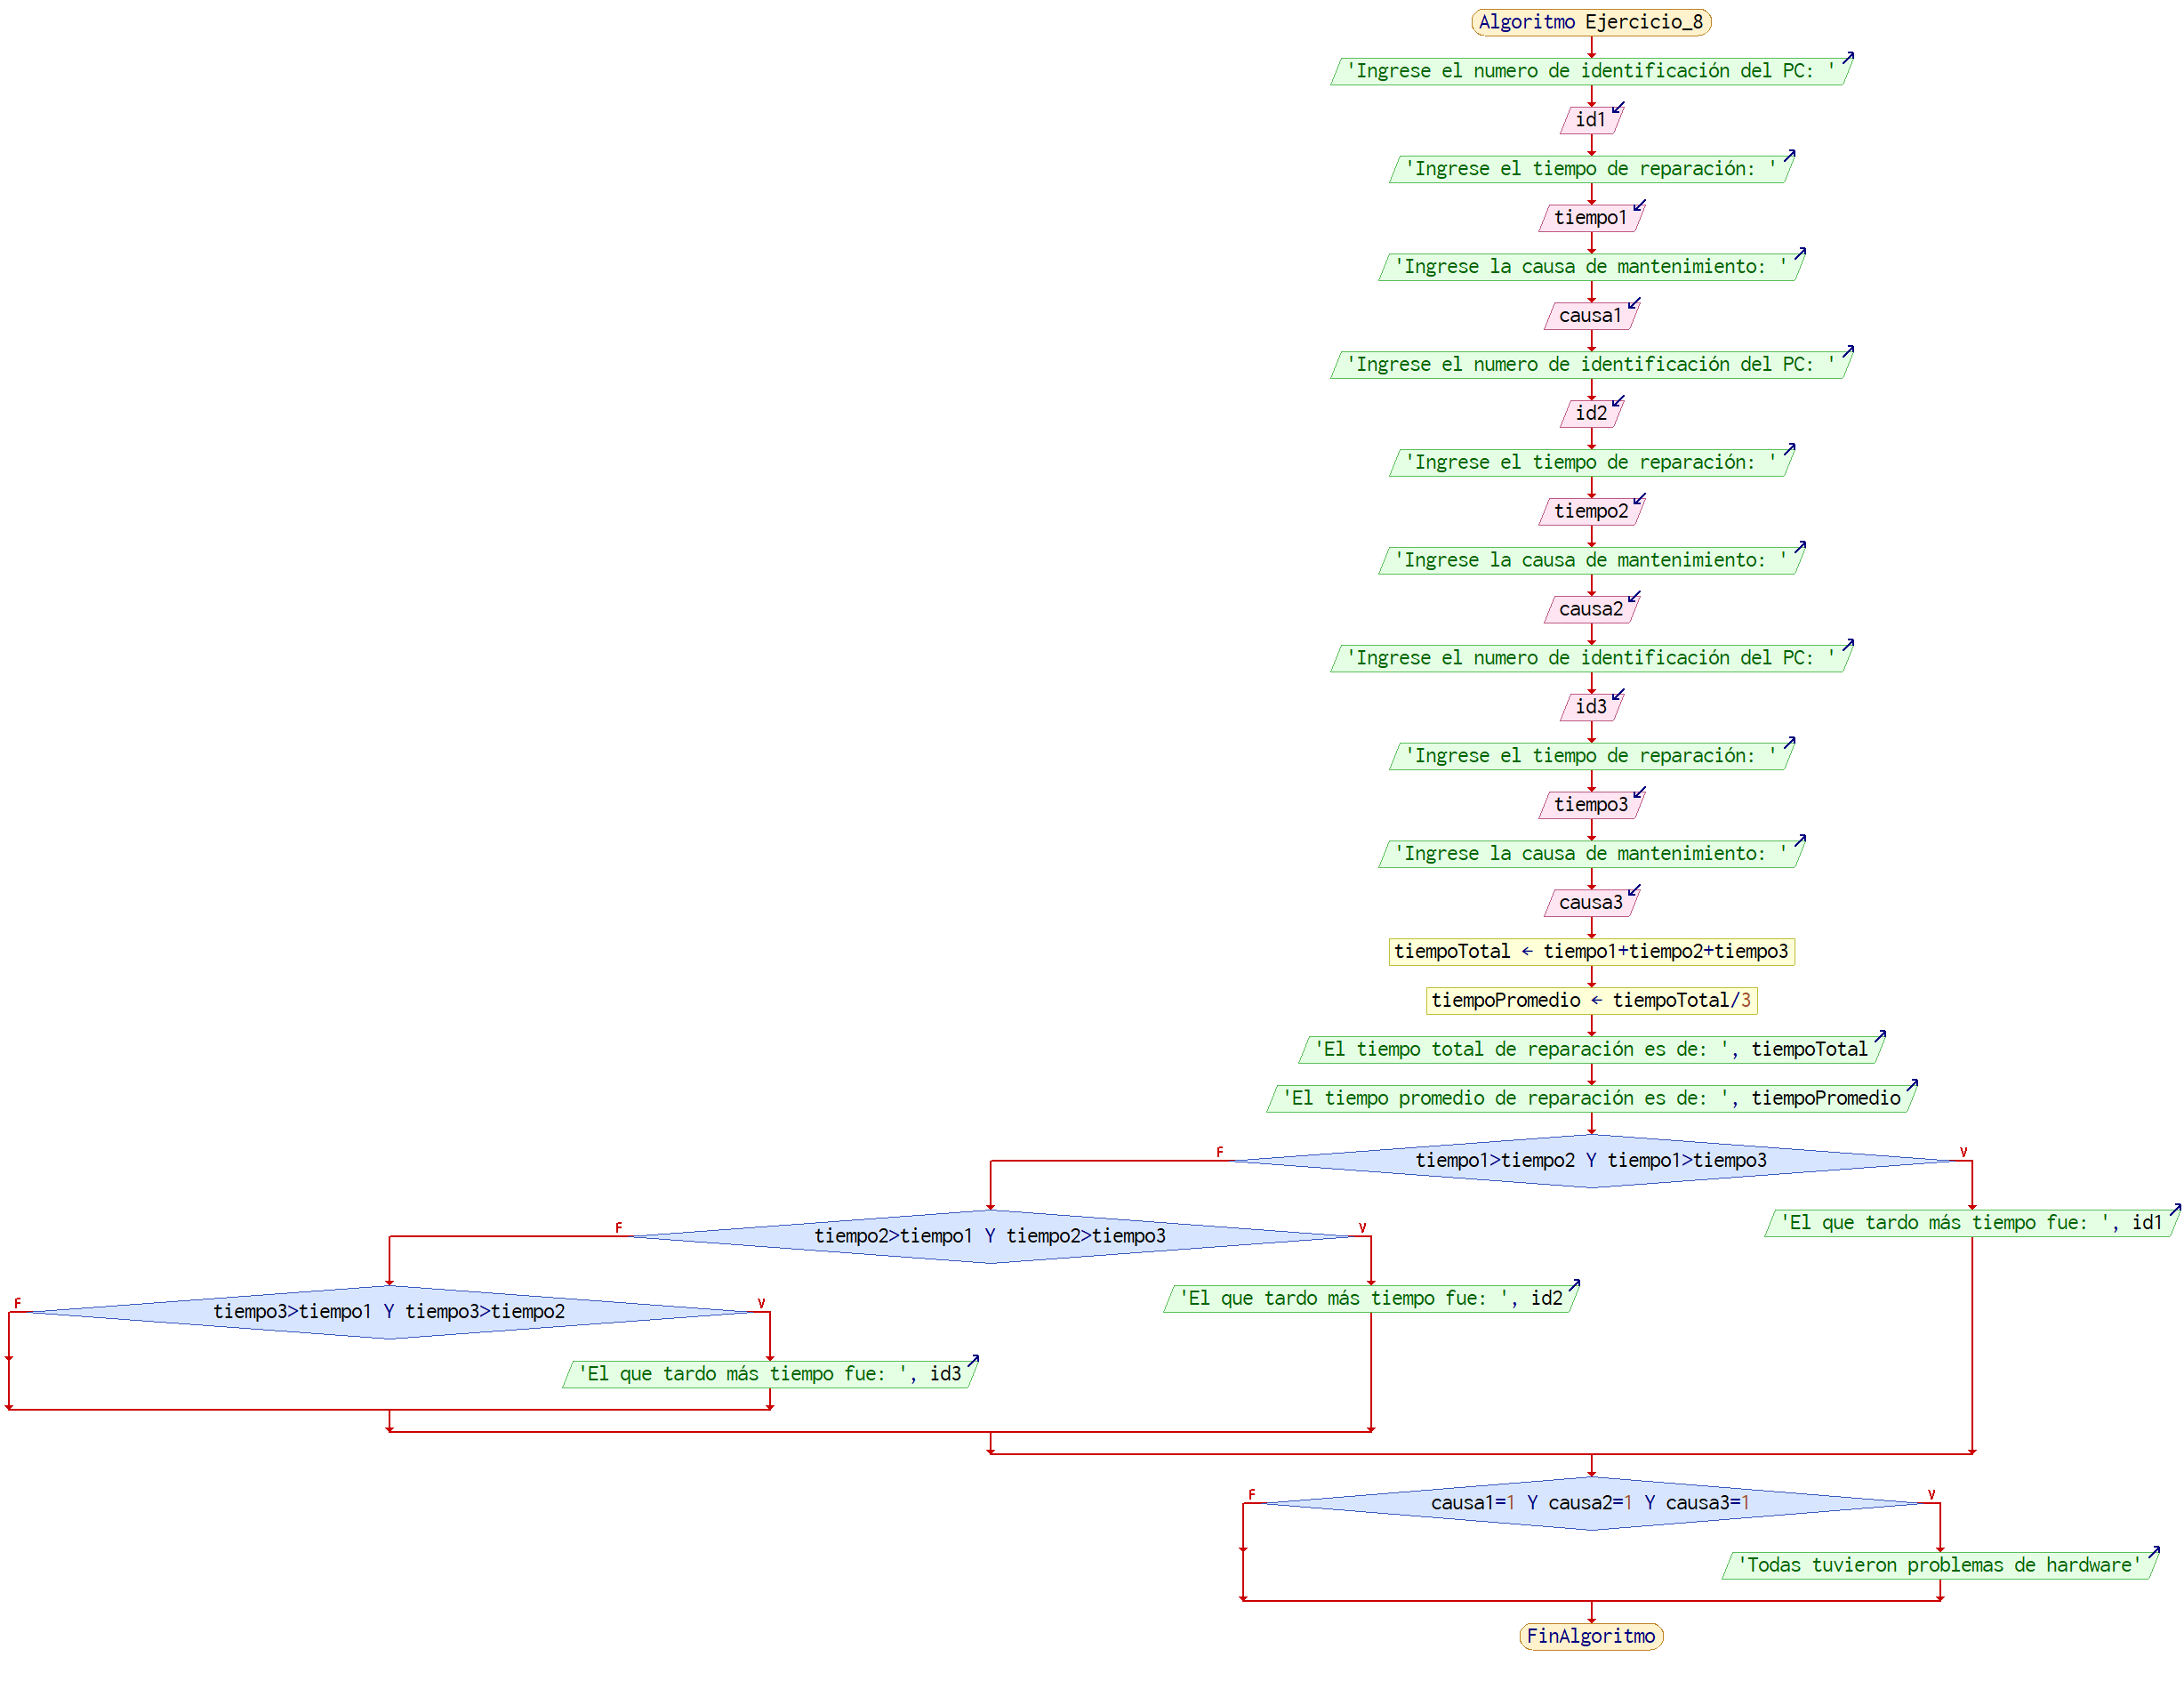 Algoritmo Ejercicio_8
'Ingrese el numero de identificación del PC: '
id1
'Ingrese el tiempo de reparación: '
tiempo1
'Ingrese la causa de mantenimiento: '
causa1
'Ingrese el numero de identificación del PC: '
id2
'Ingrese el tiempo de reparación: '
tiempo2
'Ingrese la causa de mantenimiento: '
causa2
'Ingrese el numero de identificación del PC: '
id3
'Ingrese el tiempo de reparación: '
tiempo3
'Ingrese la causa de mantenimiento: '
causa3
tiempoTotal ← tiempo1+tiempo2+tiempo3
tiempoPromedio ← tiempoTotal/3
'El tiempo total de reparación es de: ', tiempoTotal
'El tiempo promedio de reparación es de: ', tiempoPromedio
F
tiempo1>tiempo2 Y tiempo1>tiempo3
V
'El que tardo más tiempo fue: ', id1
F
tiempo2>tiempo1 Y tiempo2>tiempo3
V
'El que tardo más tiempo fue: ', id2
F
tiempo3>tiempo1 Y tiempo3>tiempo2
V
'El que tardo más tiempo fue: ', id3
F
causa1=1 Y causa2=1 Y causa3=1
V
'Todas tuvieron problemas de hardware'
FinAlgoritmo